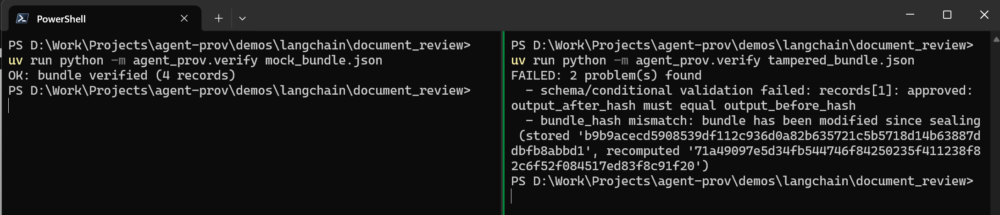 PowerShell
PS D:\Work\Projects\agent-prov\demos\langchain\document_review>
uv run python -m agent_prov.verify mock_bundle.json
OK: bundle verified (4 records)
PS D:\Work\Projects\agent-prov\demos\langchain\document_review>
PS D:\Work\Projects\agent-prov\demos\langchain\document_review>
uv run python -m agent_prov.verify tampered_bundle.json
FAILED: 2 problem(s) found
  - schema/conditional validation failed: records[1]: approved:
output_after_hash must equal output_before_hash
  - bundle_hash mismatch: bundle has been modified since sealing
 (stored 'b9b9acecd5908539df112c936d0a82b635721c5b5718d14b63887d
dbfb8abbd1', recomputed '71a49097e5d34fb544746f84250235f411238f8
2c6f52f084517ed83f8c91f20')
PS D:\Work\Projects\agent-prov\demos\langchain\document_review>